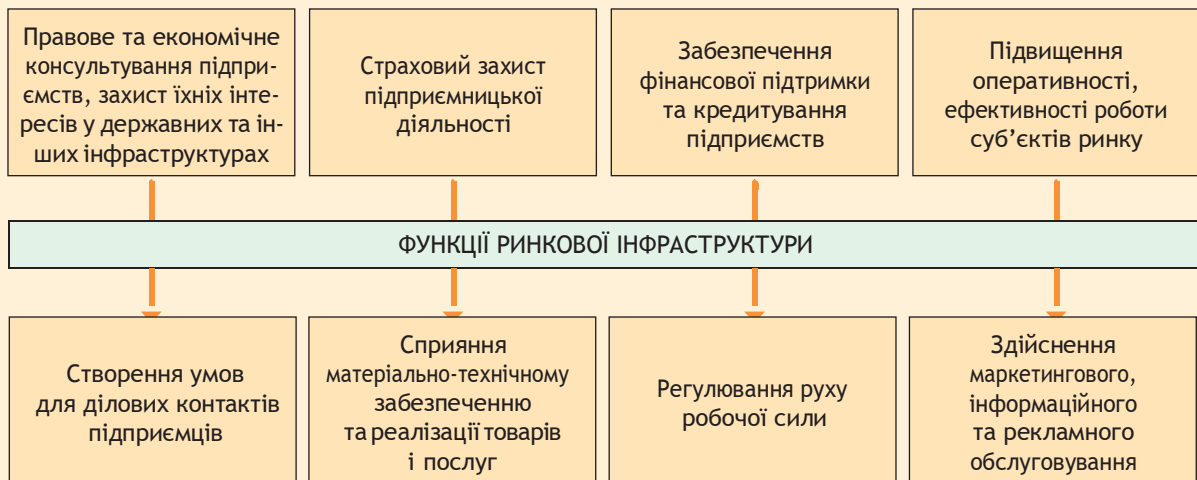 Правове та економічне
консультування підпри-
ємств, захист їхніх інте-
ресів у державних та ін-
ших інфраструктурах
Страховий захист
підприємницької
діяльності
Забезпечення
фінансової підтримки
та кредитування
підприємств
Підвищення
оперативності,
ефективності роботи
суб’єктів ринку
ФУНКЦІЇ РИНКОВОЇ ІНФРАСТРУКТУРИ
Створення умов
для ділових контактів
підприємців
Сприяння
матеріально-технічному
забезпеченню
та реалізації товарів
і послуг
Регулювання руху
робочої сили
Здійснення
маркетингового,
інформаційного
та рекламного
обслуговування